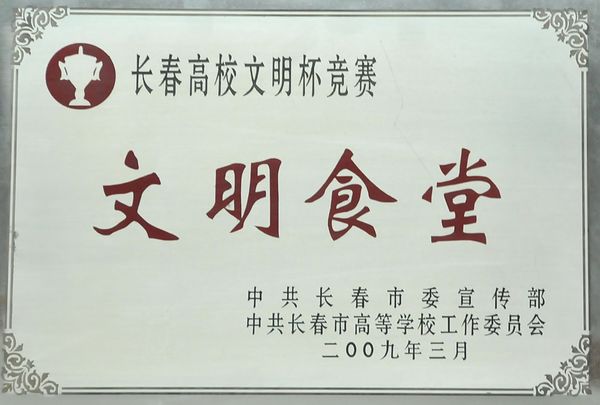 长春高校文明杯竞赛
文明食堂
中共长春市委宣传部
中共长春市高等学校工作委员会
二００九年三月